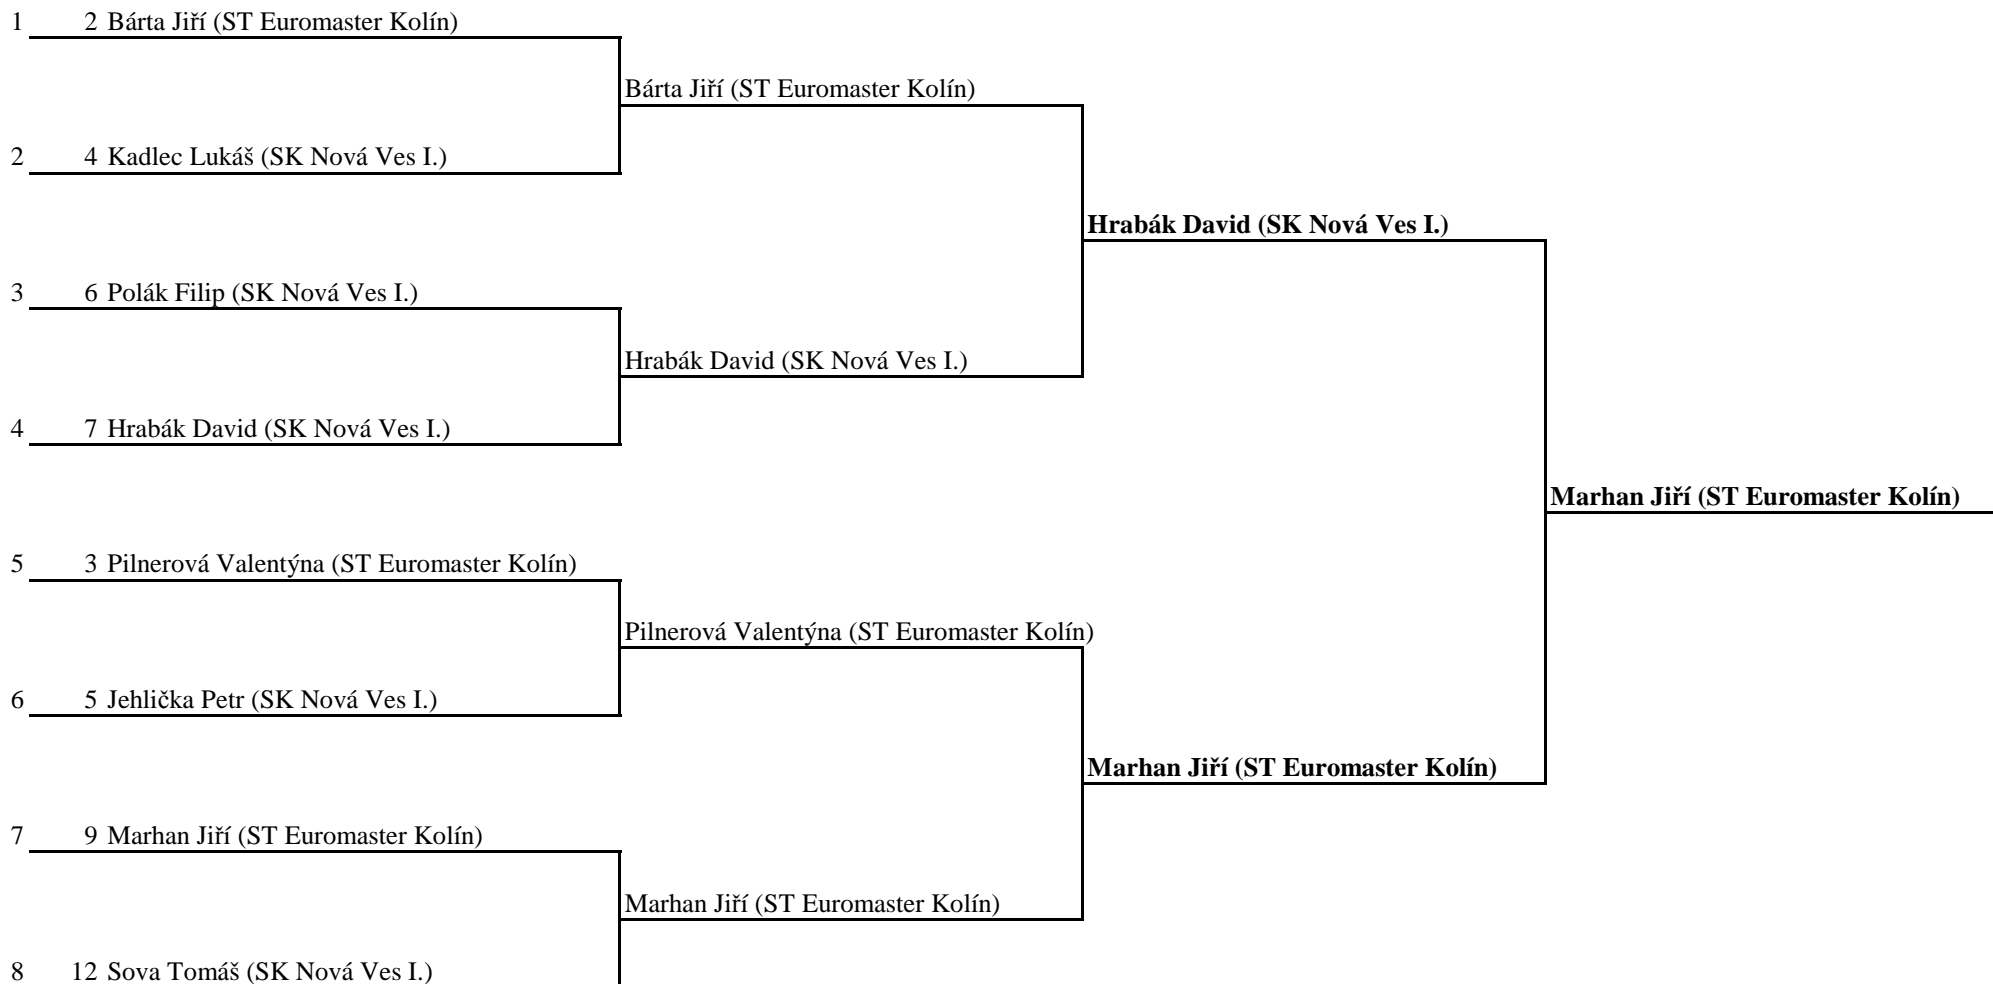 1 2 Bárta Jiří (ST Euromaster Kolín)
Bárta Jiří (ST Euromaster Kolín)
2 4 Kadlec Lukáš (SK Nová Ves I.)
Hrabák David (SK Nová Ves I.)
3 6 Polák Filip (SK Nová Ves I.)
Hrabák David (SK Nová Ves I.)
4 7 Hrabák David (SK Nová Ves I.)
Marhan Jiří (ST Euromaster Kolín)
5 3 Pilnerová Valentýna (ST Euromaster Kolín)
Pilnerová Valentýna (ST Euromaster Kolín)
6 5 Jehlička Petr (SK Nová Ves I.)
Marhan Jiří (ST Euromaster Kolín)
7 9 Marhan Jiří (ST Euromaster Kolín)
Marhan Jiří (ST Euromaster Kolín)
8 12 Sova Tomáš (SK Nová Ves I.)